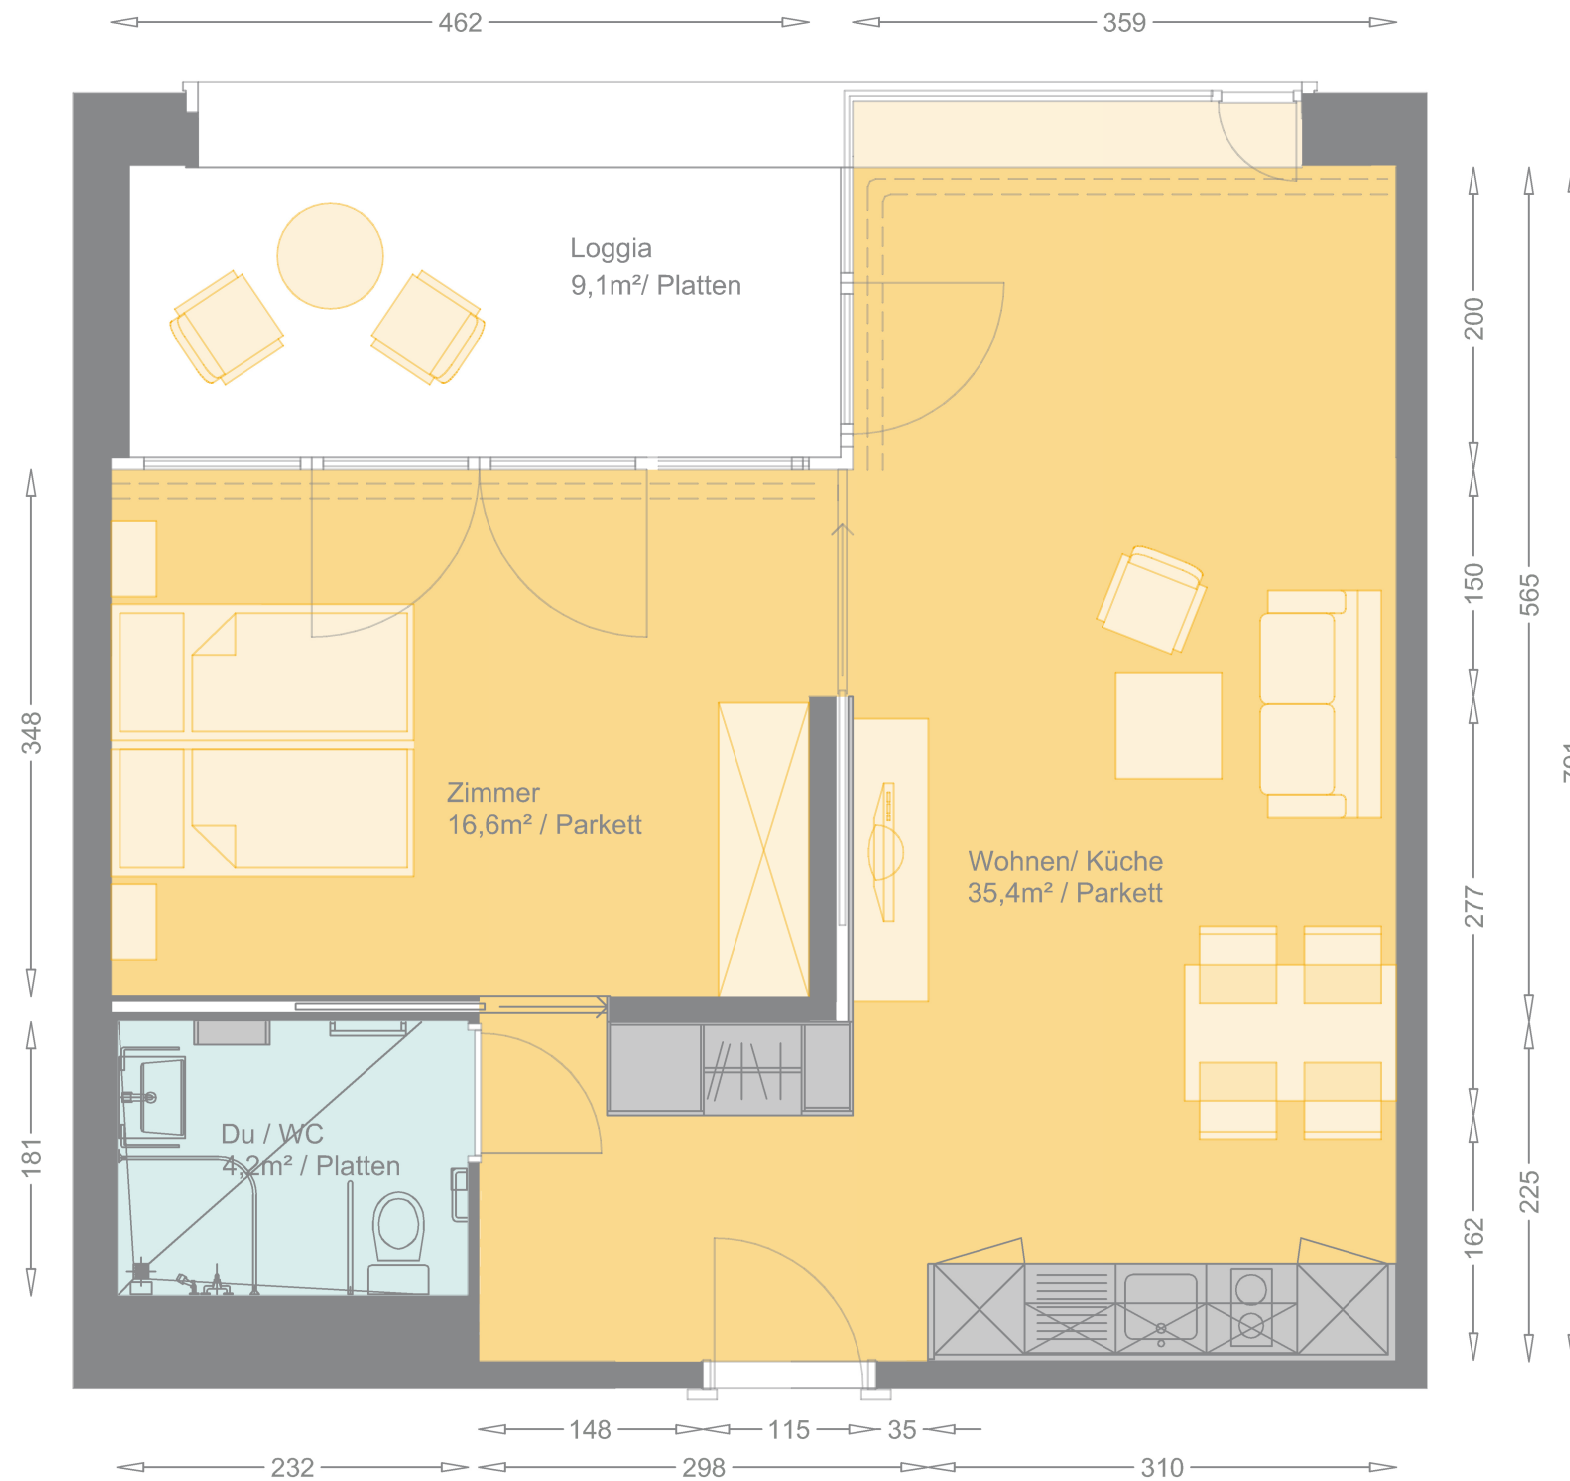 462
359
Loggia
9,1m²/ Platten
200
150
565
348
Zimmer
16,6m² / Parkett
Wohnen/ Küche
35,4m² / Parkett
277
Du / WC
4,2m² / Platten
181
225
162
148
115
35
232
298
310